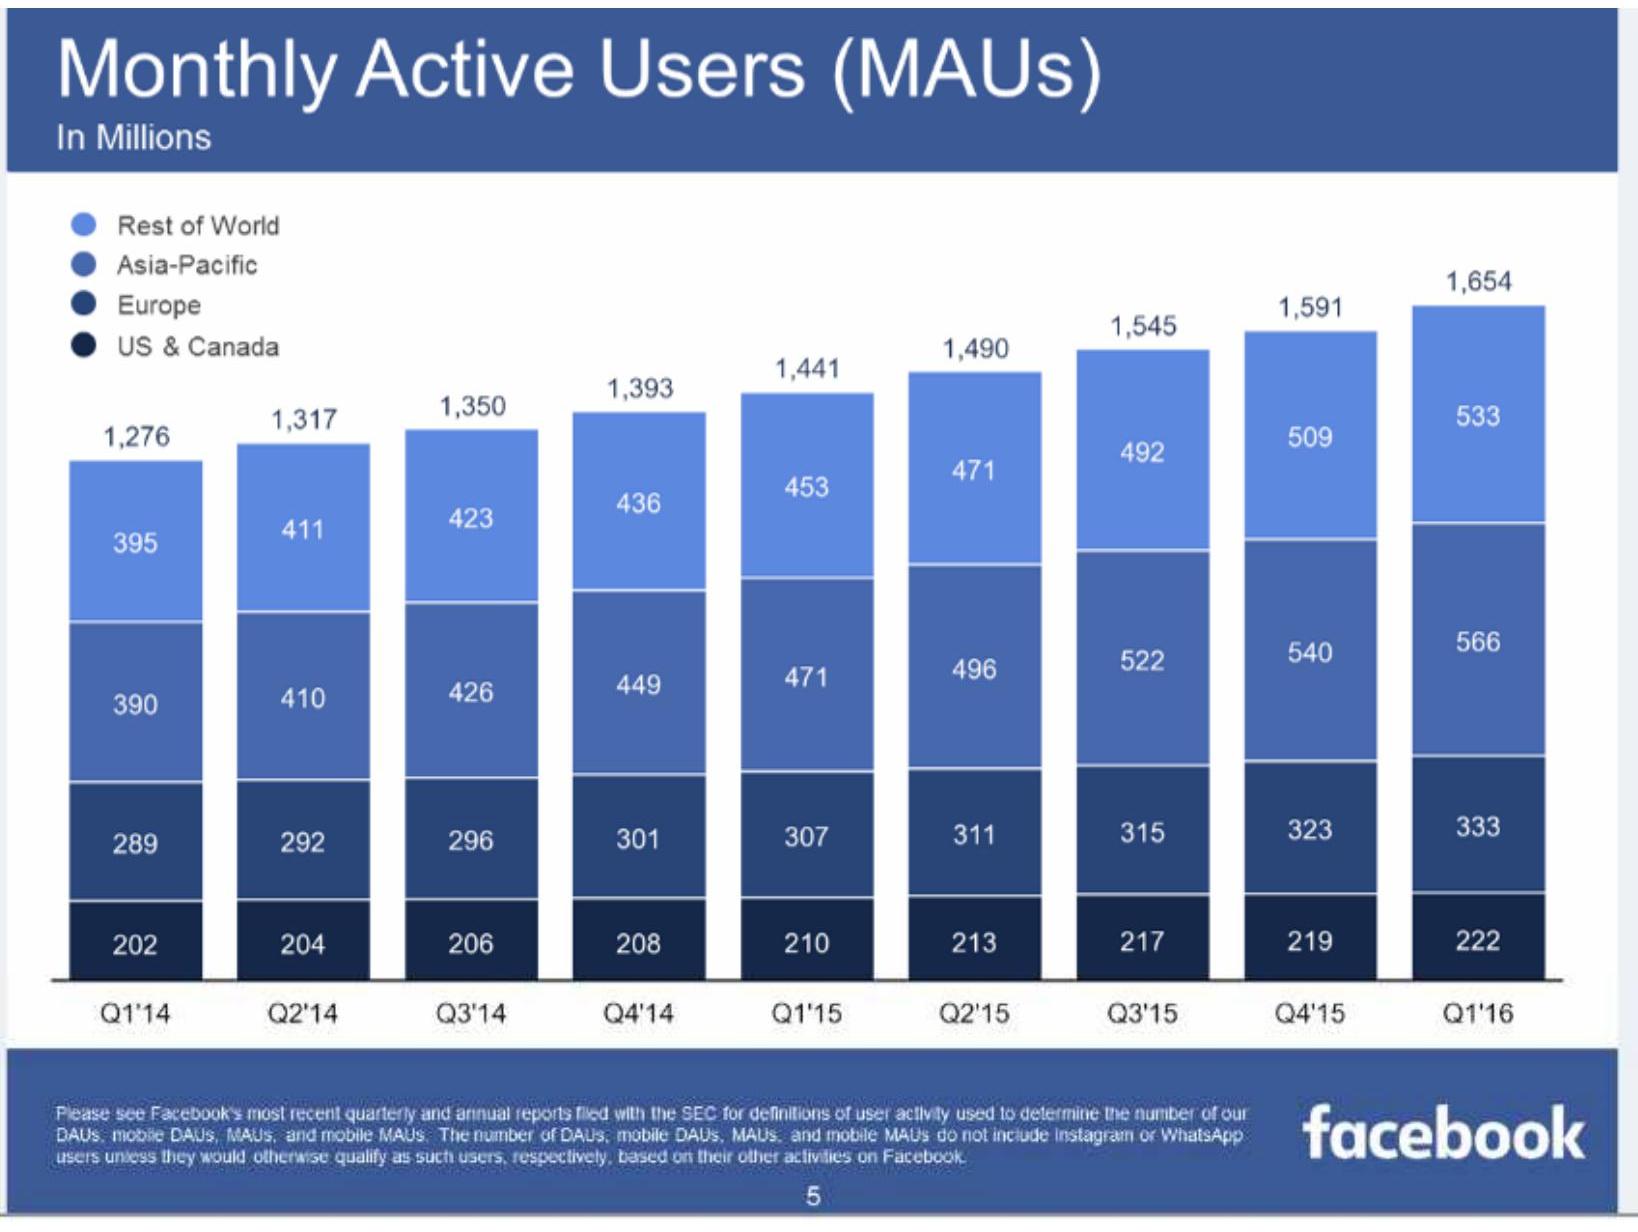 Monthly Active Users (MAUs)
In Millions
Rest of World
Asia-Pacific
Europe
US & Canada
1,276
1,317
1,350
1,393
1,441
1,490
1,545
1,591
1,654
395
411
423
436
453
471
492
509
533
390
410
426
449
471
496
522
540
566
289
292
296
301
307
311
315
323
333
202
204
206
208
210
213
217
219
222
Q1'14
Q2'14
Q3'14
Q4'14
Q1'15
Q2'15
Q3'15
Q4'15
Q1'16
Please see Facebook's most recent quarterly and annual reports filed with the SEC for definitions of user activity used to determine the number of our
DAUs, mobile DAUs, MAUs, and mobile MAUs. The number of DAUs, mobile DAUs, MAUs, and mobile MAUs do not include Instagram or WhatsApp
users unless they would otherwise qualify as such users, respectively, based on their other activities on Facebook.
facebook
5